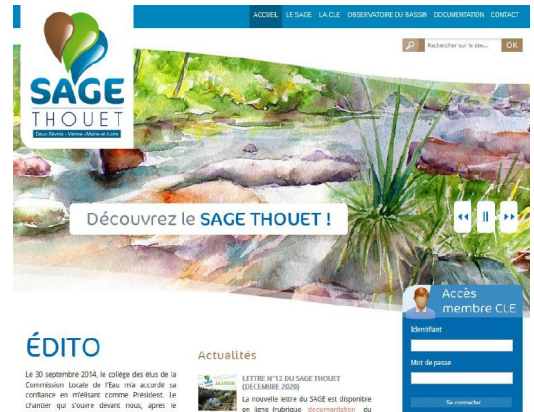 ACCUEIL LE SAGE LA CLE OBSERVATOIRE DU BASSIN DOCUMENTATION CONTACT
Rechercher sur le site... OK
SAGE
THOUET
Deux-Sèvres • Vienne • Maine-et-Loire
Découvrez le SAGE THOUET !
Accès
membre CLE
Identifiant
Mot de passe
Se connecter
ÉDITO
Le 30 septembre 2014, le collège des élus de la
Commission Locale de l'Eau m'a accordé sa
confiance en m'élisant comme Président. Le
chantier qui s'ouvre devant nous, après le
Actualités
LETTRE N°12 DU SAGE THOUET
(DECEMBRE 2020)
La nouvelle lettre du SAGE est disponible
en ligne (rubrique documentation du